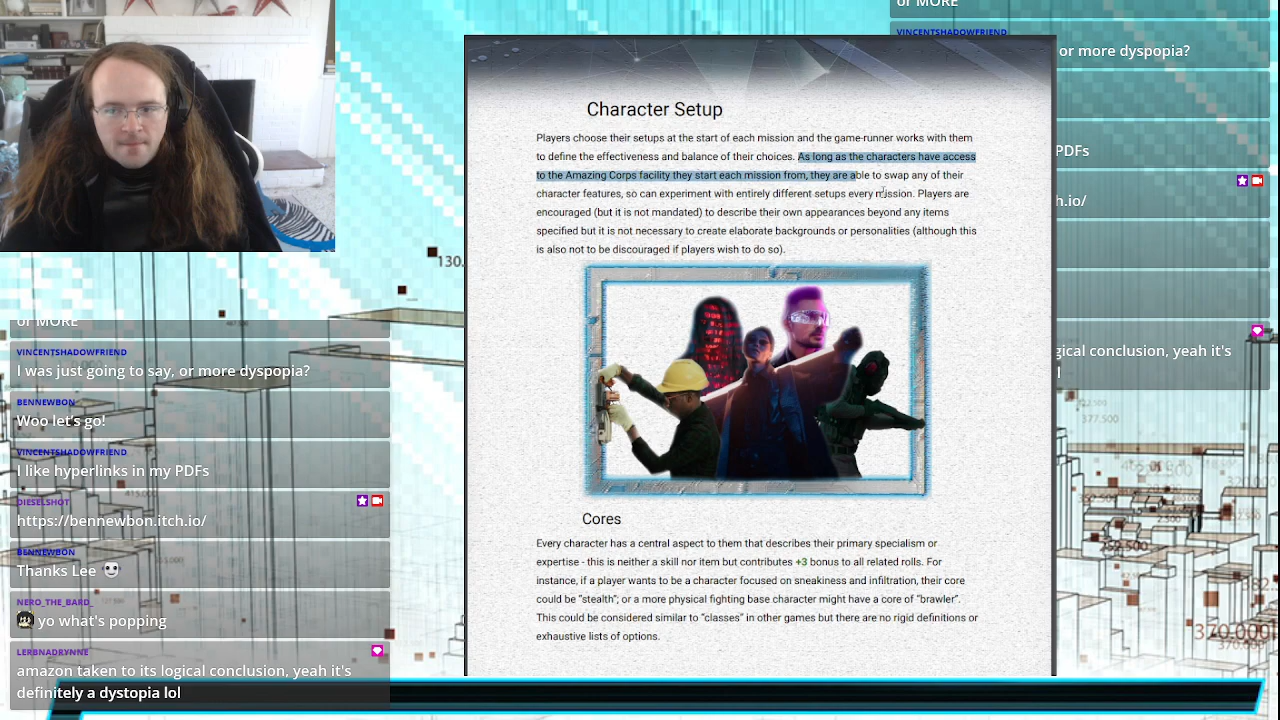 or MORE
VINCENTSHADOWFRIEND
I was just going to say, or more dyspopia?
BENNEWBON
Woo let's go!
VINCENTSHADOWFRIEND
I like hyperlinks in my PDFs
DIESELSHOT
https://bennewbon.itch.io/
BENNEWBON
Thanks Lee
NERO_THE_BARD_
yo what's popping
LERBNADRYNNE
amazon taken to its logical conclusion, yeah it's
definitely a dystopia lol
130.
Character Setup
Players choose their setups at the start of each mission and the game-runner works with them
to define the effectiveness and balance of their choices. As long as the characters have access
to the Amazing Corps facility they start each mission from, they are able to swap any of their
character features, so can experiment with entirely different setups every mission. Players are
encouraged (but it is not mandated) to describe their own appearances beyond any items
specified but it is not necessary to create elaborate backgrounds or personalities (although this
is also not to be discouraged if players wish to do so).
Cores
Every character has a central aspect to them that describes their primary specialism or
expertise - this is neither a skill nor item but contributes +3 bonus to all related rolls. For
instance, if a player wants to be a character focused on sneakiness and infiltration, their core
could be "stealth"; or a more physical fighting base character might have a core of "brawler".
This could be considered similar to "classes" in other games but there are no rigid definitions or
exhaustive lists of options.
or MORE
VINCENTSHADOWFRIEND
or more dyspopia?
PDFs
h.io/
gical conclusion, yeah it's
l
377.500
370.000